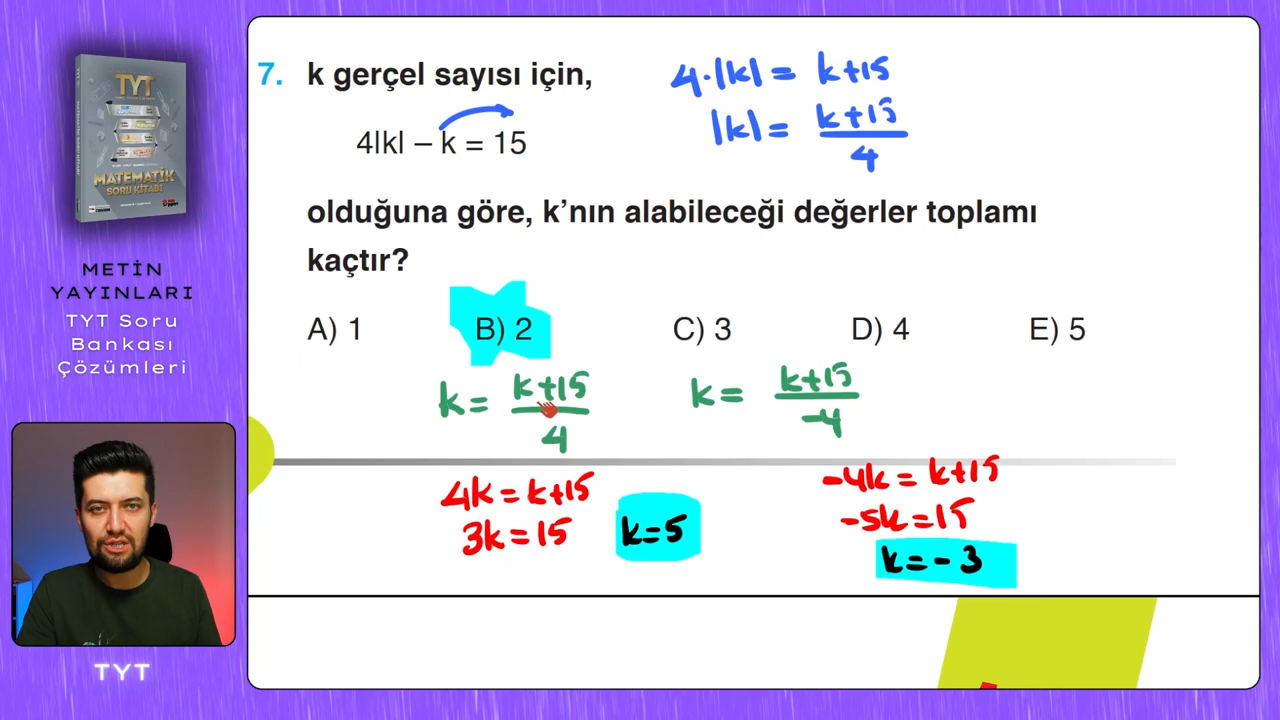 TYT
MATEMATİK
SORU KİTABI
METİN
YAYINLARI
TYT Soru
Bankası
Çözümleri
TYT
7. k gerçel sayısı için,
4|k| – k = 15
4·|k| = k+15
|k| = k+15
4
olduğuna göre, k’nın alabileceği değerler toplamı
kaçtır?
A) 1 B) 2 C) 3 D) 4 E) 5
k = k+15
4
k = k+15
-4
4k = k+15
3k = 15
k=5
-4k = k+15
-5k = 15
k = -3